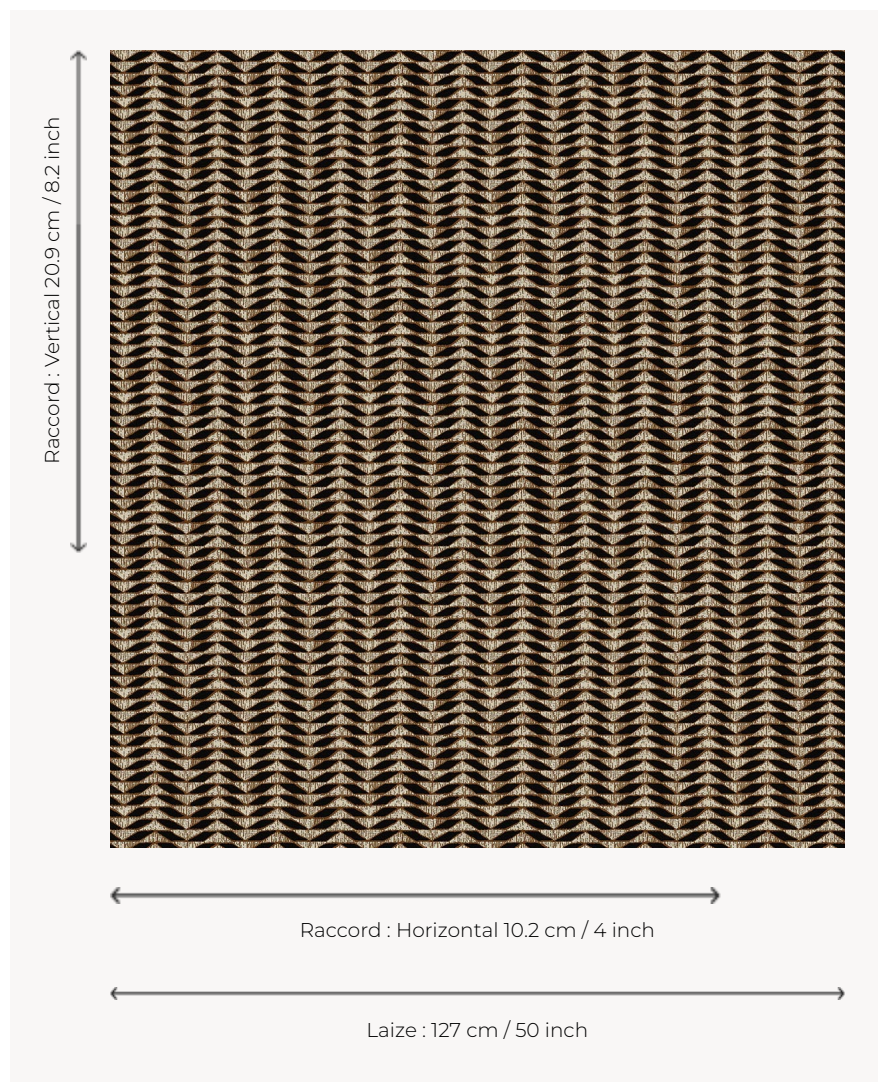 Raccord : Vertical 20.9 cm / 8.2 inch
Raccord : Horizontal 10.2 cm / 4 inch
Laize : 127 cm / 50 inch